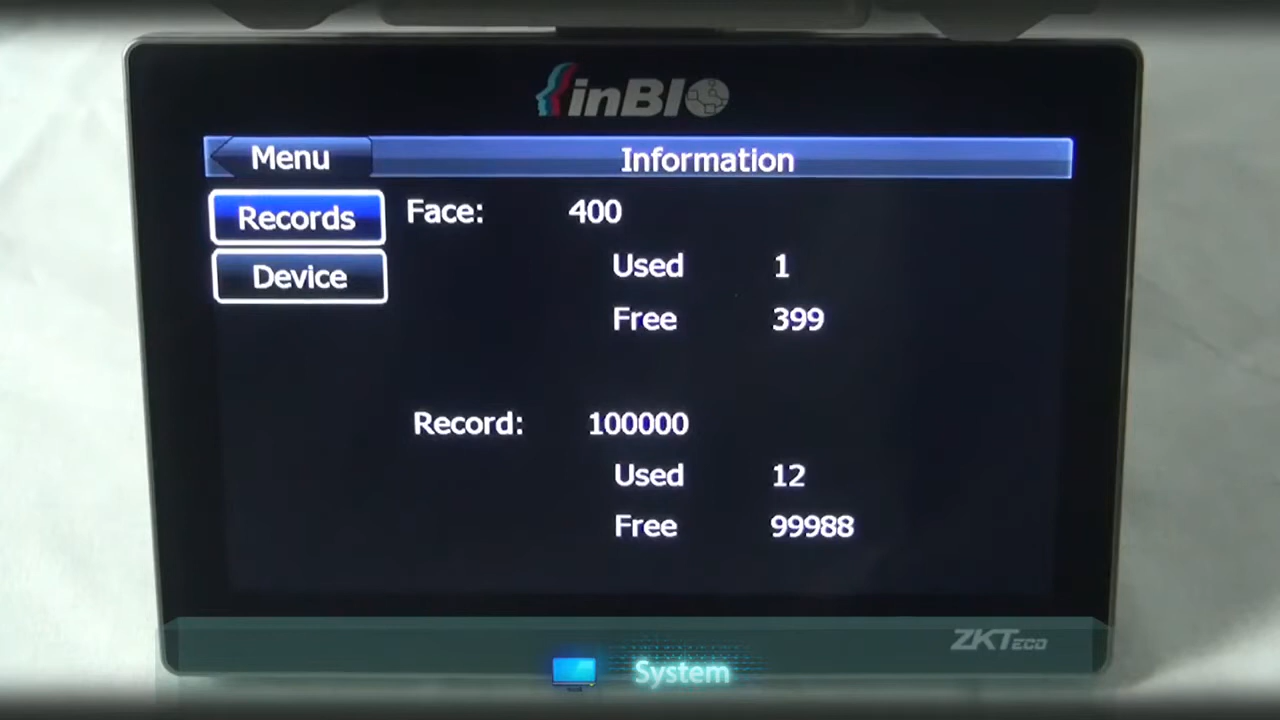 inBIO
Menu
Information
Records
Face: 400
Device
Used 1
Free 399
Record: 100000
Used 12
Free 99988
ZKTECO
System